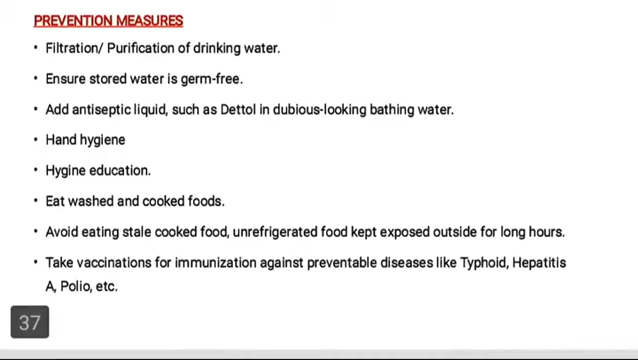 PREVENTION MEASURES
• Filtration/ Purification of drinking water.
• Ensure stored water is germ-free.
• Add antiseptic liquid, such as Dettol in dubious-looking bathing water.
• Hand hygiene
• Hygine education.
• Eat washed and cooked foods.
• Avoid eating stale cooked food, unrefrigerated food kept exposed outside for long hours.
• Take vaccinations for immunization against preventable diseases like Typhoid, Hepatitis
A, Polio, etc.
37